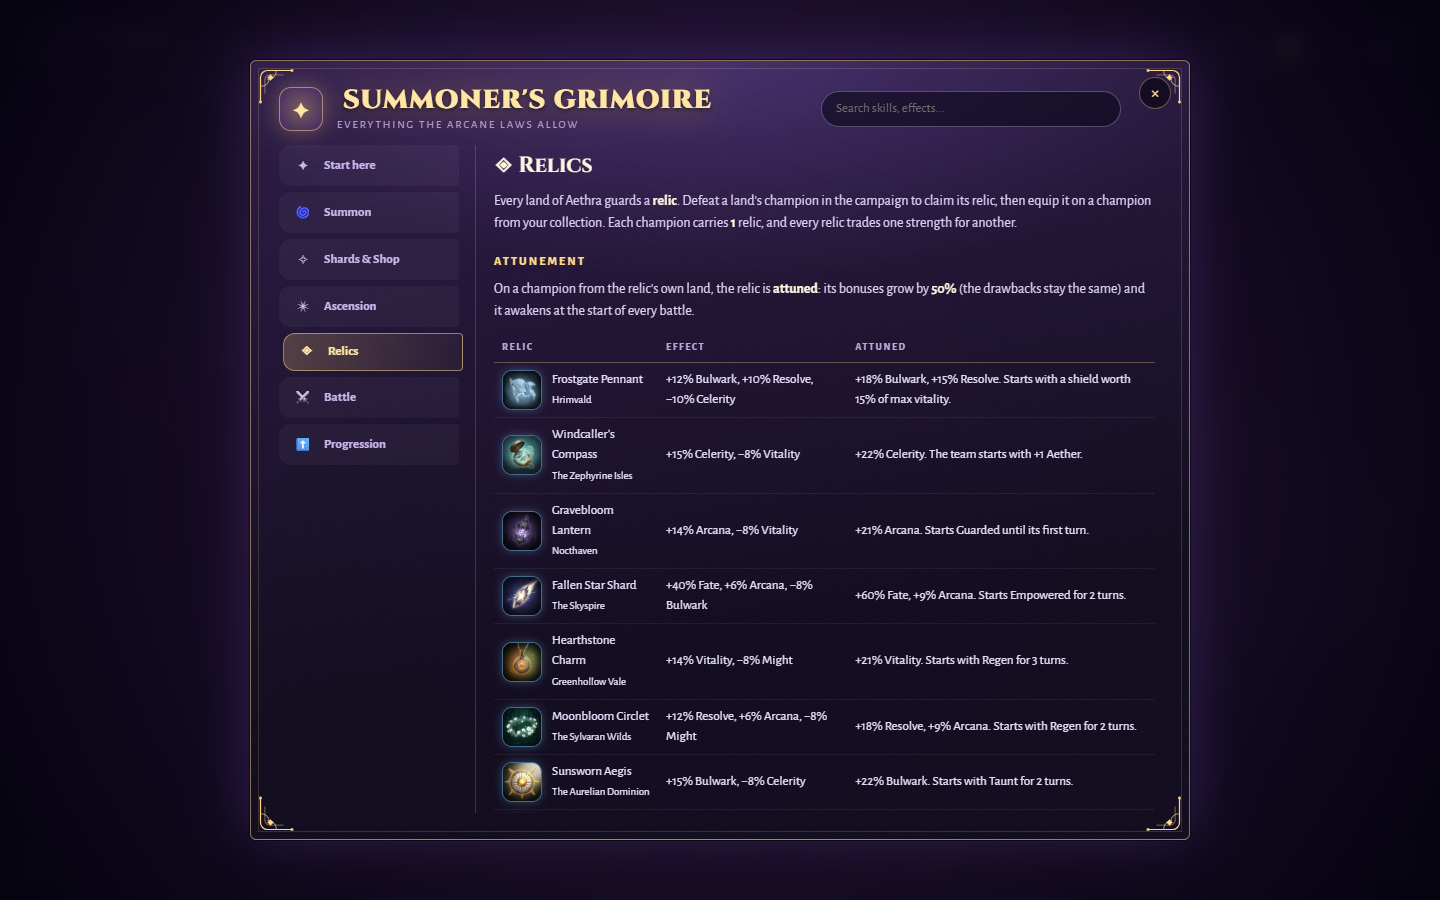 SUMMONER'S GRIMOIRE
EVERYTHING THE ARCANE LAWS ALLOW
Search skills, effects...
×
Start here
Summon
Shards & Shop
Ascension
Relics
Battle
Progression
RELICS
Every land of Aethra guards a relic. Defeat a land's champion in the campaign to claim its relic, then equip it on a champion
from your collection. Each champion carries 1 relic, and every relic trades one strength for another.
ATTUNEMENT
On a champion from the relic's own land, the relic is attuned: its bonuses grow by 50% (the drawbacks stay the same) and
it awakens at the start of every battle.
RELIC EFFECT ATTUNED
Frostgate Pennant
Hrimvald
+12% Bulwark, +10% Resolve,
−10% Celerity
+18% Bulwark, +15% Resolve. Starts with a shield worth
15% of max vitality.
Windcaller's
Compass
The Zephyrine Isles
+15% Celerity, −8% Vitality
+22% Celerity. The team starts with +1 Aether.
Gravebloom
Lantern
Nocthaven
+14% Arcana, −8% Vitality
+21% Arcana. Starts Guarded until its first turn.
Fallen Star Shard
The Skyspire
+40% Fate, +6% Arcana, −8%
Bulwark
+60% Fate, +9% Arcana. Starts Empowered for 2 turns.
Hearthstone
Charm
Greenhollow Vale
+14% Vitality, −8% Might
+21% Vitality. Starts with Regen for 3 turns.
Moonbloom Circlet
The Sylvaran Wilds
+12% Resolve, +6% Arcana, −8%
Might
+18% Resolve, +9% Arcana. Starts with Regen for 2 turns.
Sunsworn Aegis
The Aurelian Dominion
+15% Bulwark, −8% Celerity
+22% Bulwark. Starts with Taunt for 2 turns.